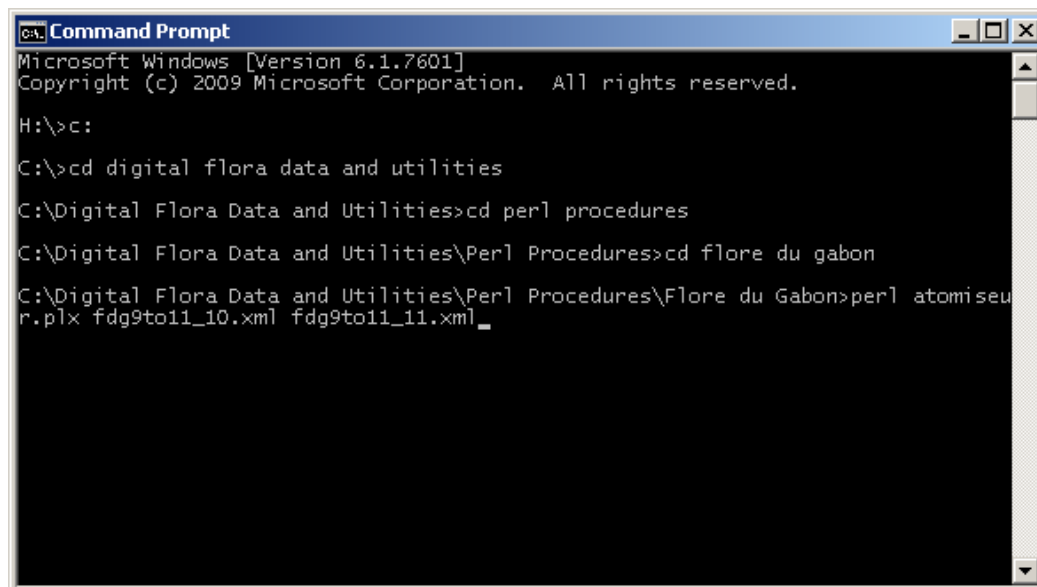 Command Prompt
Microsoft Windows [Version 6.1.7601]
Copyright (c) 2009 Microsoft Corporation.  All rights reserved.
H:\>c:
C:\>cd digital flora data and utilities
C:\Digital Flora Data and Utilities>cd perl procedures
C:\Digital Flora Data and Utilities\Perl Procedures>cd flore du gabon
C:\Digital Flora Data and Utilities\Perl Procedures\Flore du Gabon>perl atomiseu
r.plx fdg9to11_10.xml fdg9to11_11.xml_